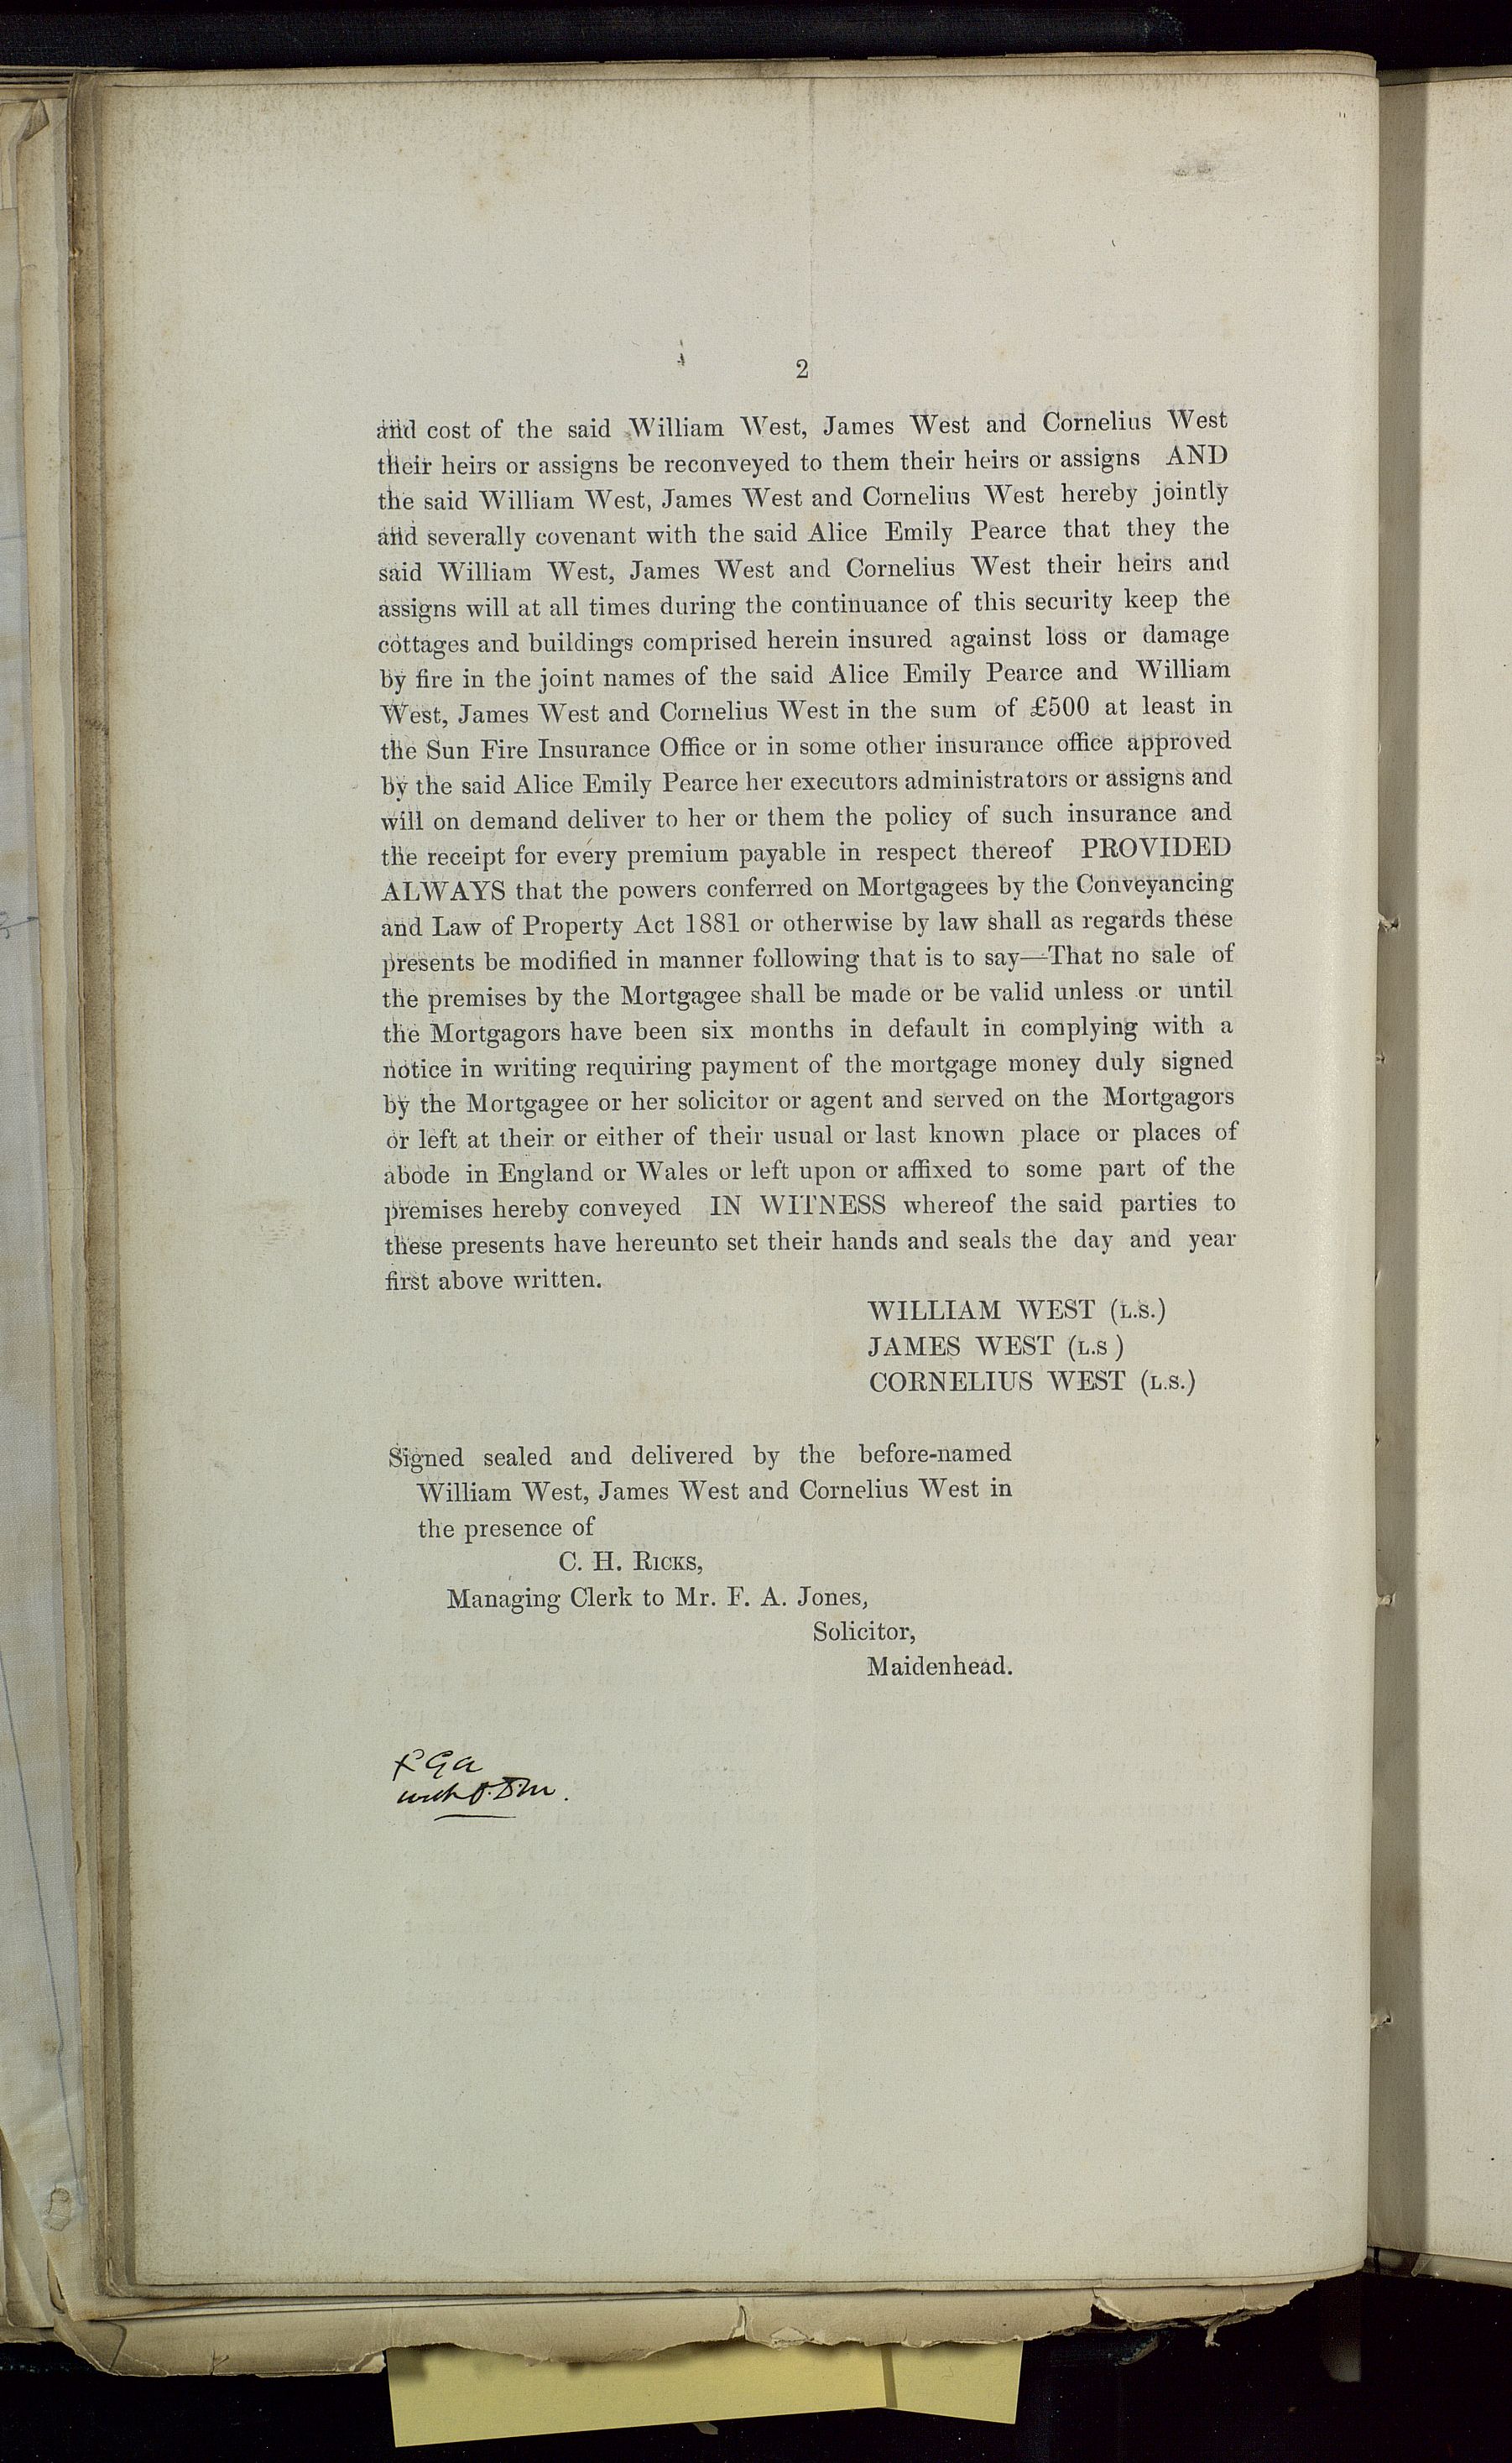 2
and cost of the said William West, James West and Cornelius West
their heirs or assigns be reconveyed to them their heirs or assigns AND
the said William West, James West and Cornelius West hereby jointly
and severally covenant with the said Alice Emily Pearce that they the
said William West, James West and Cornelius West their heirs and
assigns will at all times during the continuance of this security keep the
cottages and buildings comprised herein insured against loss or damage
by fire in the joint names of the said Alice Emily Pearce and William
West, James West and Cornelius West in the sum of £500 at least in
the Sun Fire Insurance Office or in some other insurance office approved
by the said Alice Emily Pearce her executors administrators or assigns and
will on demand deliver to her or them the policy of such insurance and
the receipt for every premium payable in respect thereof PROVIDED
ALWAYS that the powers conferred on Mortgagees by the Conveyancing
and Law of Property Act 1881 or otherwise by law shall as regards these
presents be modified in manner following that is to say—That no sale of
the premises by the Mortgagee shall be made or be valid unless or until
the Mortgagors have been six months in default in complying with a
notice in writing requiring payment of the mortgage money duly signed
by the Mortgagee or her solicitor or agent and served on the Mortgagors
or left at their or either of their usual or last known place or places of
abode in England or Wales or left upon or affixed to some part of the
premises hereby conveyed IN WITNESS whereof the said parties to
these presents have hereunto set their hands and seals the day and year
first above written.
WILLIAM WEST (L.S.)
JAMES WEST (L.S )
CORNELIUS WEST (L.S.)
Signed sealed and delivered by the before-named
William West, James West and Cornelius West in
the presence of
C. H. RICKS,
Managing Clerk to Mr. F. A. Jones,
Solicitor,
Maidenhead.